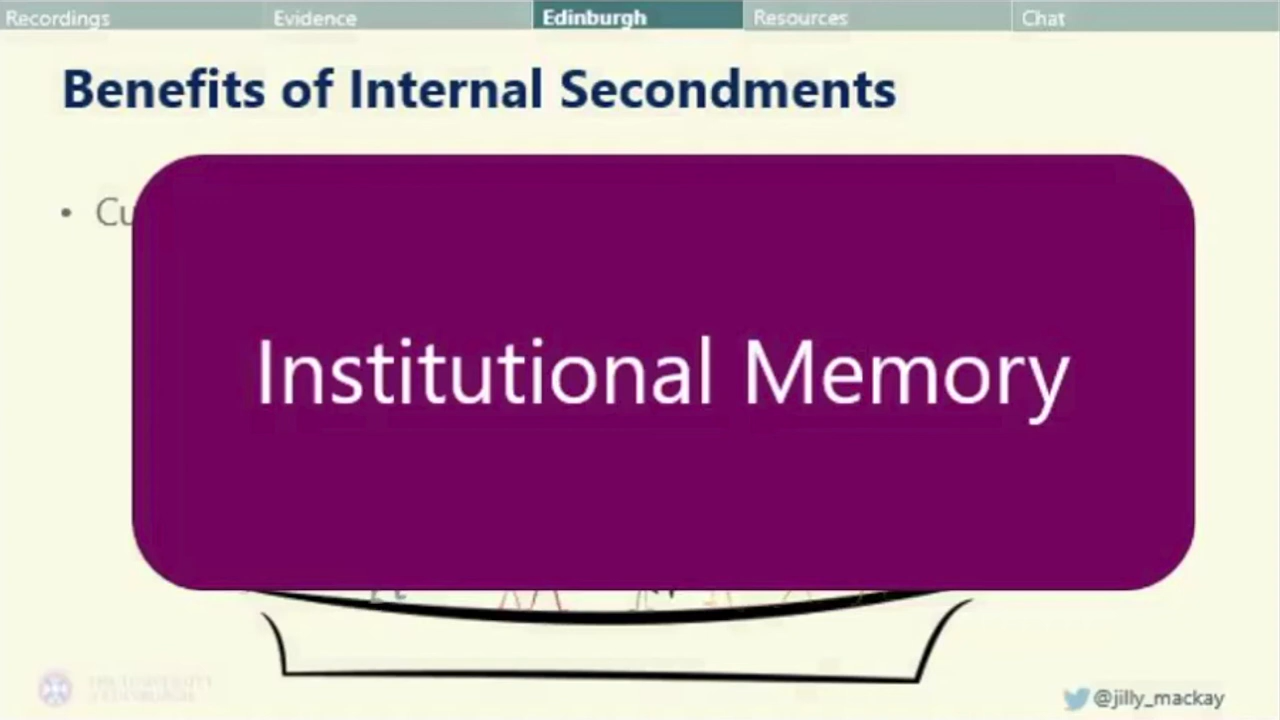 Recordings
Evidence
Edinburgh
Resources
Chat
Benefits of Internal Secondments
• Cu
Institutional Memory
@jilly_mackay